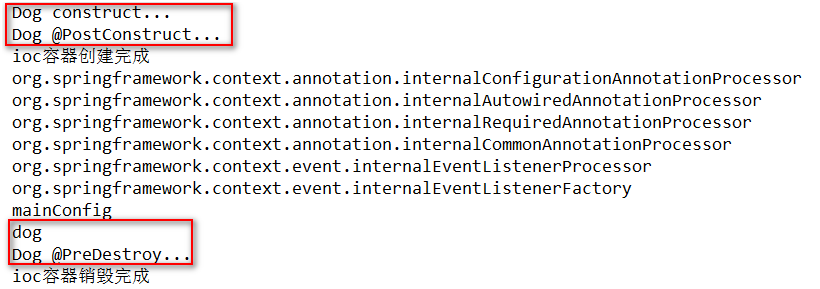 Dog construct...
Dog @PostConstruct...
ioc容器创建完成
org.springframework.context.annotation.internalConfigurationAnnotationProcessor
org.springframework.context.annotation.internalAutowiredAnnotationProcessor
org.springframework.context.annotation.internalRequiredAnnotationProcessor
org.springframework.context.annotation.internalCommonAnnotationProcessor
org.springframework.context.event.internalEventListenerProcessor
org.springframework.context.event.internalEventListenerFactory
mainConfig
dog
Dog @PreDestroy...
ioc容器销毁完成